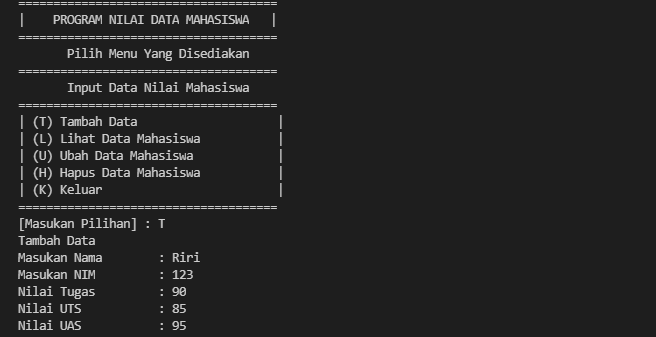 =====================================
|    PROGRAM NILAI DATA MAHASISWA   |
=====================================
       Pilih Menu Yang Disediakan
=====================================
       Input Data Nilai Mahasiswa
=====================================
| (T) Tambah Data                    |
| (L) Lihat Data Mahasiswa           |
| (U) Ubah Data Mahasiswa            |
| (H) Hapus Data Mahasiswa           |
| (K) Keluar                         |
=====================================
[Masukan Pilihan] : T
Tambah Data
Masukan Nama        : Riri
Masukan NIM         : 123
Nilai Tugas         : 90
Nilai UTS           : 85
Nilai UAS           : 95